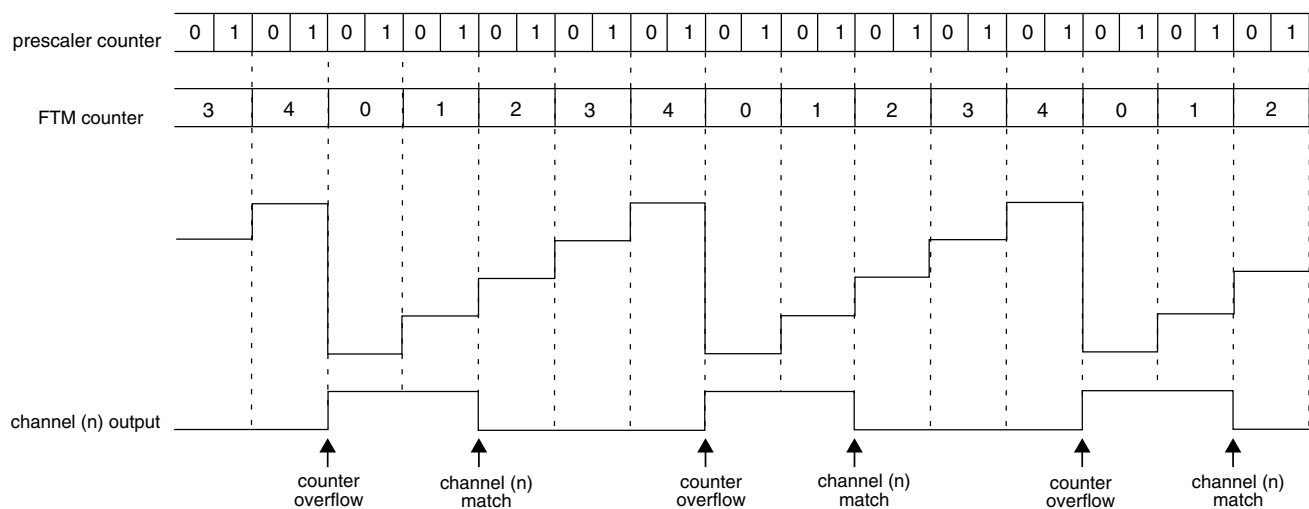 prescaler counter 0 1 0 1 0 1 0 1 0 1 0 1 0 1 0 1 0 1 0 1 0 1 0 1 0 1 0 1 0 1
FTM counter 3 4 0 1 2 3 4 0 1 2 3 4 0 1 2
channel (n) output
counter overflow
channel (n) match
counter overflow
channel (n) match
counter overflow
channel (n) match